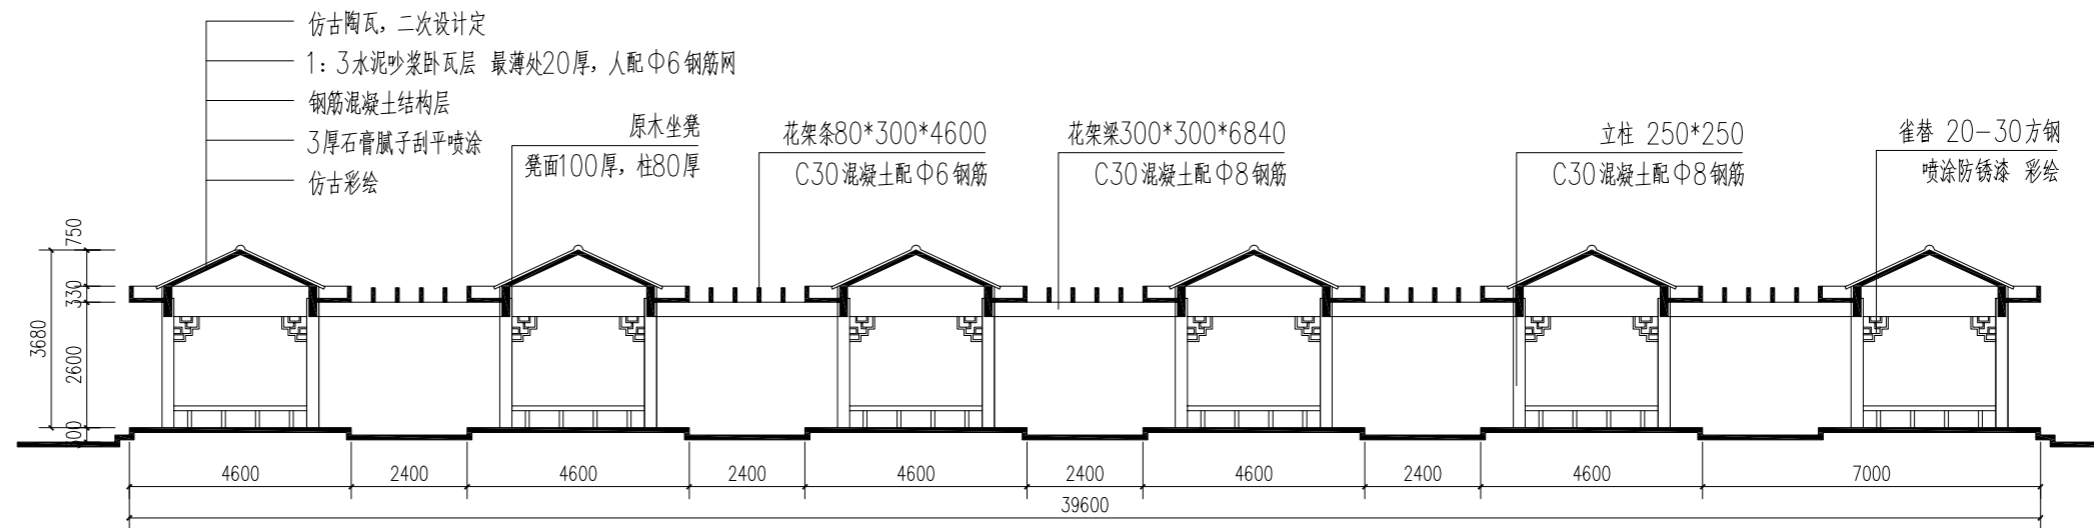 仿古陶瓦，二次设计定
1：3水泥吵浆卧瓦层 最薄处20厚，人配Φ6钢筋网
钢筋混凝土结构层
3厚石膏腻子刮平喷涂
仿古彩绘
原木坐凳
凳面100厚，柱80厚
花架条80*300*4600
C30混凝土配Φ6钢筋
花架梁300*300*6840
C30混凝土配Φ8钢筋
立柱 250*250
C30混凝土配Φ8钢筋
雀替 20-30方钢
喷涂防锈漆 彩绘
750
330
3680
2600
4600
2400
4600
2400
4600
2400
4600
2400
4600
7000
39600